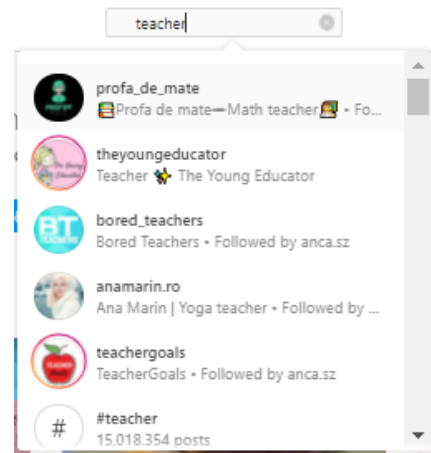 teacher
profa_de_mate
Profa de mate—Math teacher • Fo...
theyoungeducator
Teacher The Young Educator
bored_teachers
BT
TEACHERS
Bored Teachers • Followed by anca.sz
anamarin.ro
Ana Marin | Yoga teacher • Followed by ...
teachergoals
TeacherGoals • Followed by anca.sz
#
#teacher
15,018,354 posts